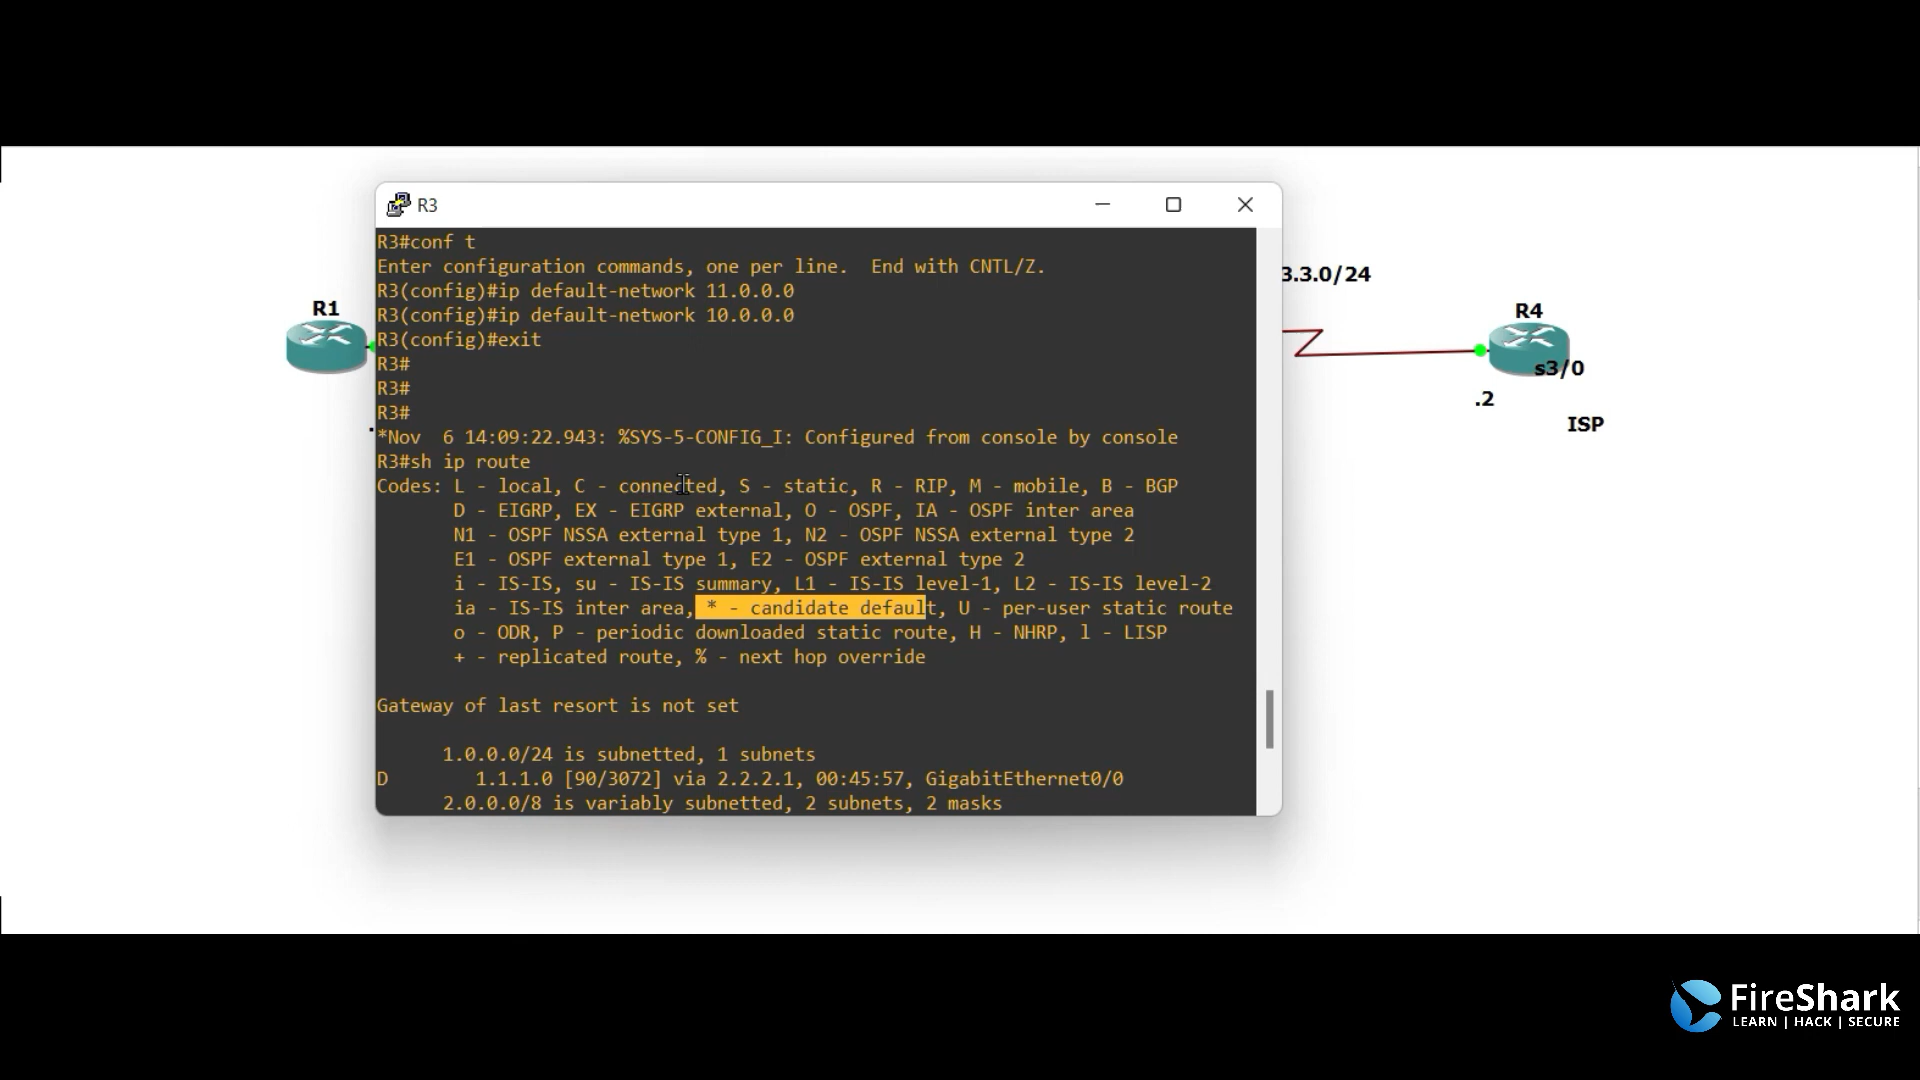 R3
R3#conf t
Enter configuration commands, one per line.  End with CNTL/Z.
R3(config)#ip default-network 11.0.0.0
R3(config)#ip default-network 10.0.0.0
R3(config)#exit
R3#
R3#
R3#
*Nov  6 14:09:22.943: %SYS-5-CONFIG_I: Configured from console by console
R3#sh ip route
Codes: L - local, C - connected, S - static, R - RIP, M - mobile, B - BGP
       D - EIGRP, EX - EIGRP external, O - OSPF, IA - OSPF inter area
       N1 - OSPF NSSA external type 1, N2 - OSPF NSSA external type 2
       E1 - OSPF external type 1, E2 - OSPF external type 2
       i - IS-IS, su - IS-IS summary, L1 - IS-IS level-1, L2 - IS-IS level-2
       ia - IS-IS inter area, * - candidate default, U - per-user static route
       o - ODR, P - periodic downloaded static route, H - NHRP, l - LISP
       + - replicated route, % - next hop override
Gateway of last resort is not set
      1.0.0.0/24 is subnetted, 1 subnets
D        1.1.1.0 [90/3072] via 2.2.2.1, 00:45:57, GigabitEthernet0/0
      2.0.0.0/8 is variably subnetted, 2 subnets, 2 masks
R1
3.3.0/24
R4
s3/0
.2
ISP
FireShark
LEARN | HACK | SECURE